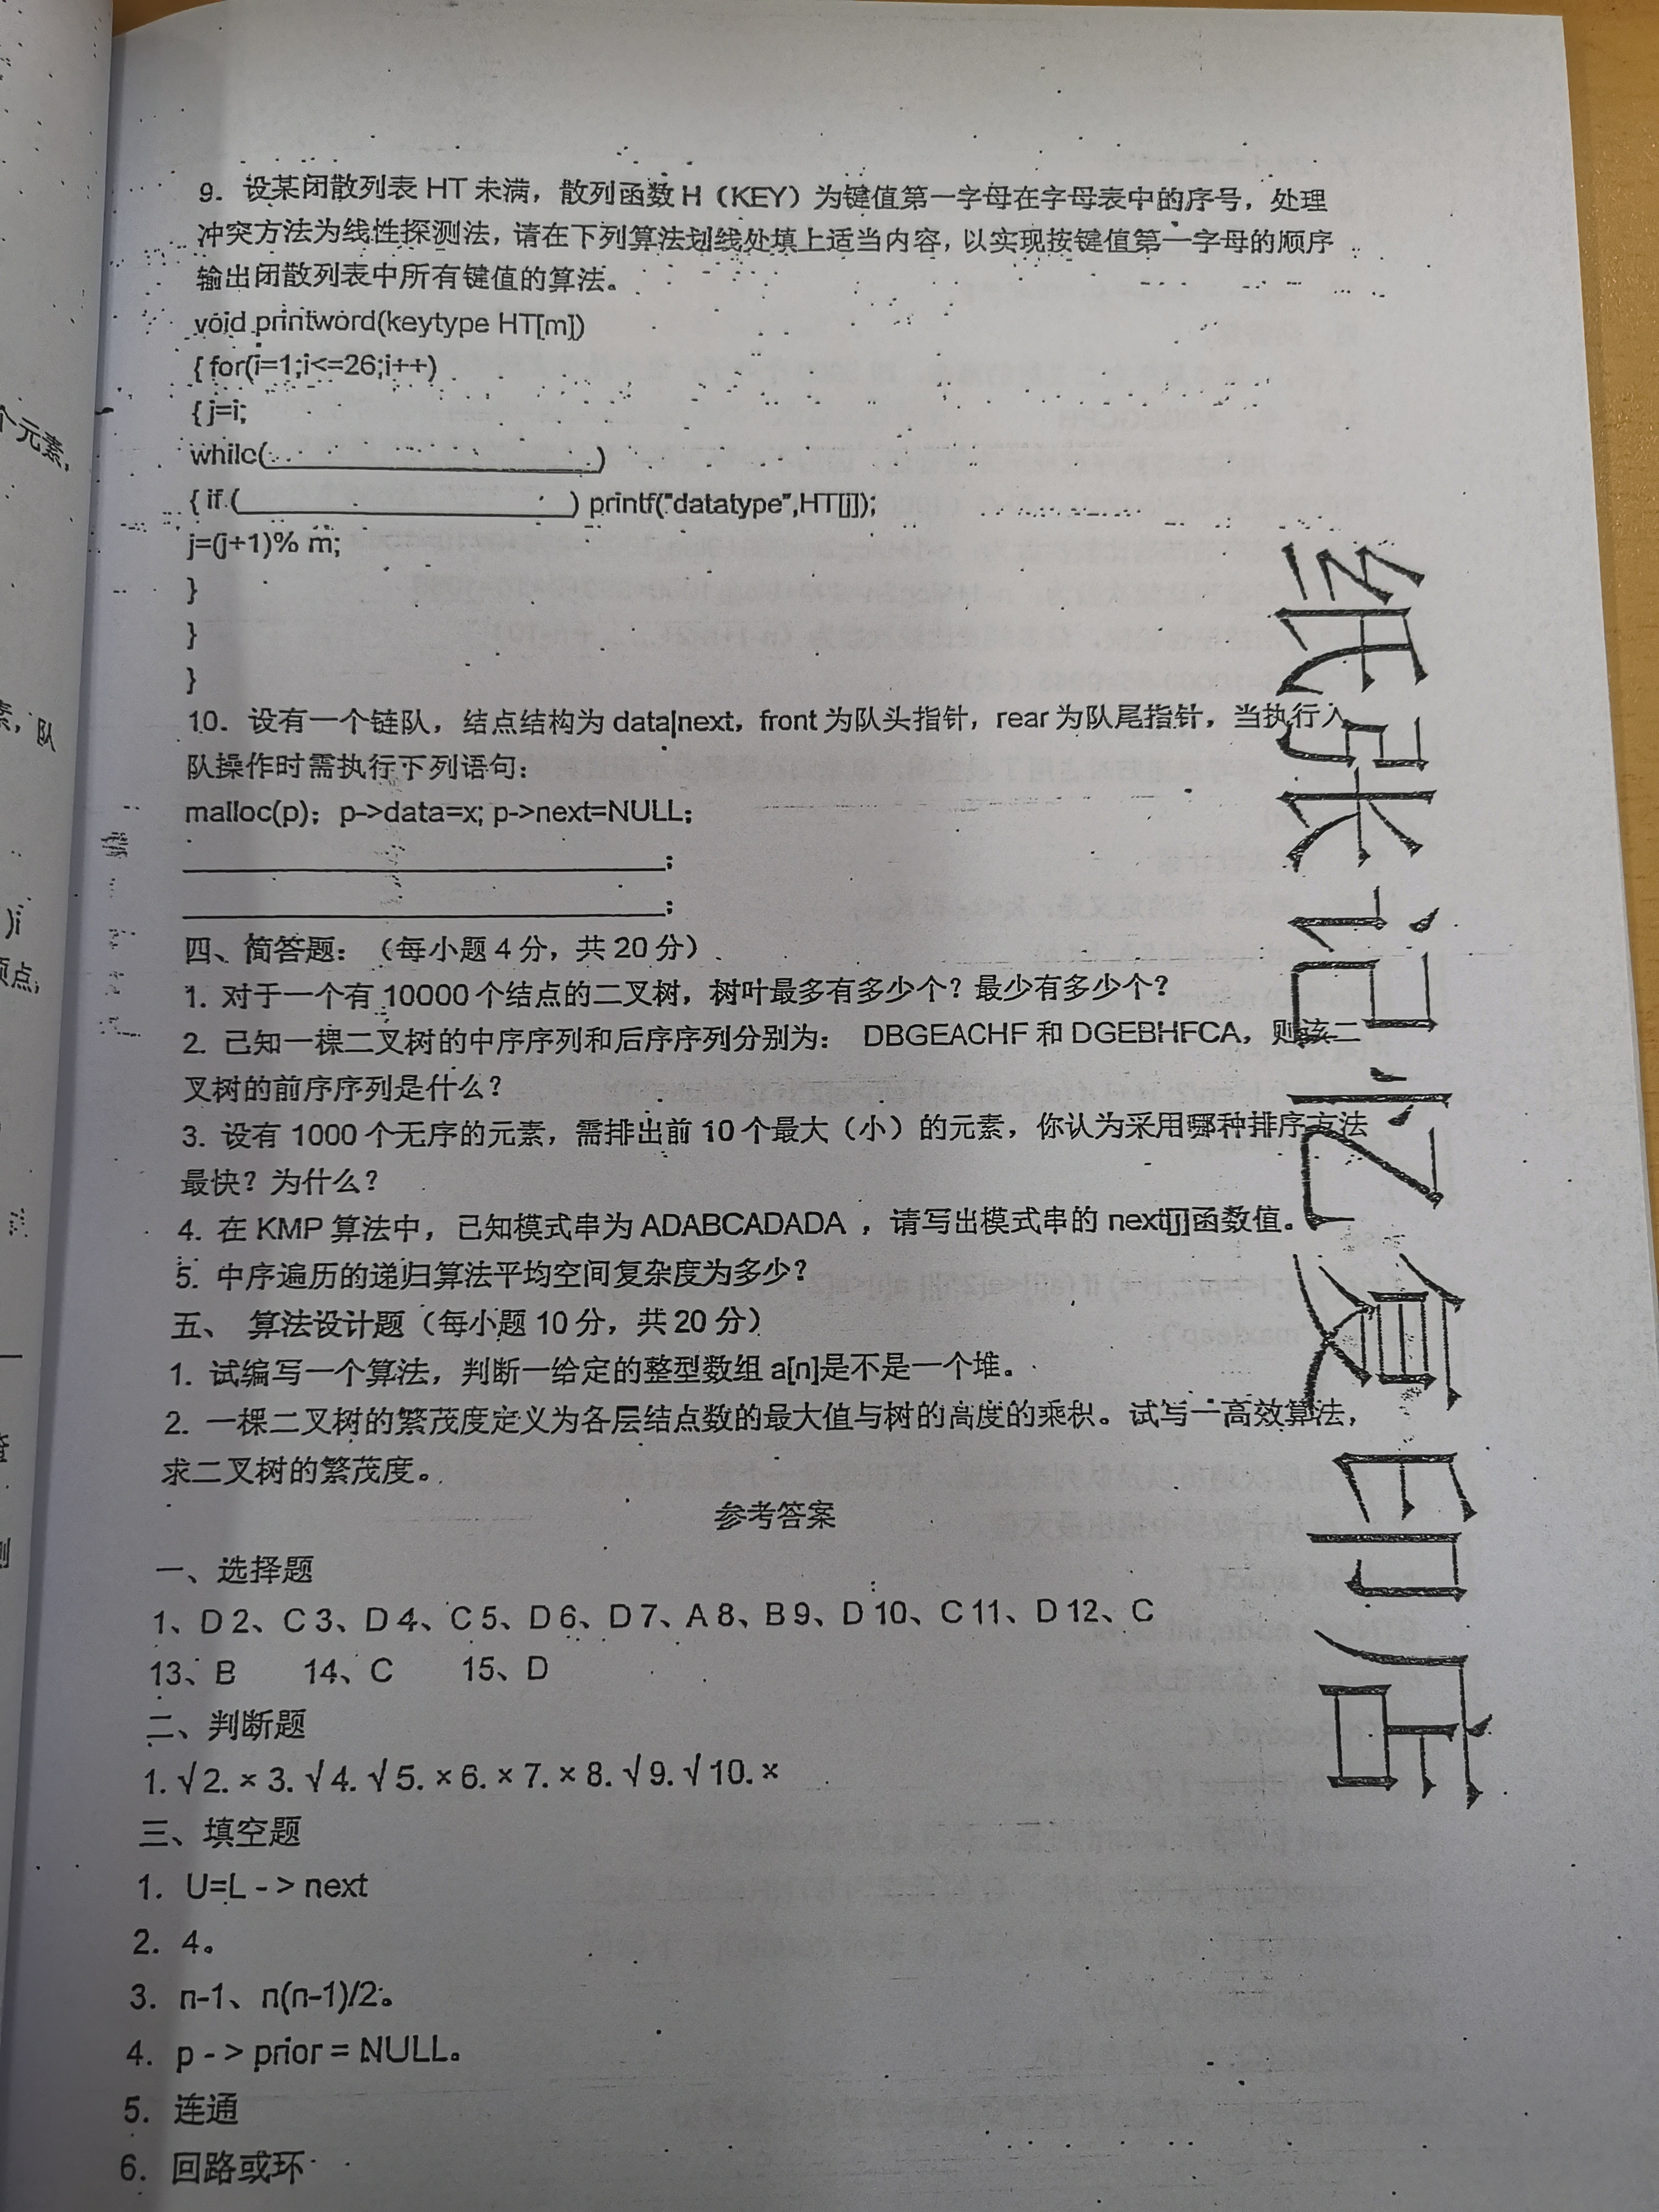 9. 设某闭散列表 HT 未满，散列函数 H（KEY）为键值第一字母在字母表中的序号，处理
冲突方法为线性探测法，请在下列算法划线处填上适当内容，以实现按键值第一字母的顺序
输出闭散列表中所有键值的算法。
void printword(keytype HT[m])
{ for(i=1;i<=26;i++)
{ j=i;
while(____________________)
{ if (____________________) printf("datatype",HT[j]);
j=(j+1)% m;
}
}
}
10. 设有一个链队，结点结构为 data|next，front 为队头指针，rear 为队尾指针，当执行入
队操作时需执行下列语句：
malloc(p)；p->data=x; p->next=NULL；
____________________；
____________________；
四、简答题：（每小题 4 分，共 20 分）
1. 对于一个有 10000 个结点的二叉树，树叶最多有多少个？最少有多少个？
2. 已知一棵二叉树的中序序列和后序序列分别为： DBGEACHF 和 DGEBHFCA，则该二
叉树的前序序列是什么？
3. 设有 1000 个无序的元素，需排出前 10 个最大（小）的元素，你认为采用哪种排序方法
最快？为什么？
4. 在 KMP 算法中，已知模式串为 ADABCADADA ，请写出模式串的 next[j]函数值。
5. 中序遍历的递归算法平均空间复杂度为多少？
五、 算法设计题（每小题 10 分，共 20 分）
1. 试编写一个算法，判断一给定的整型数组 a[n]是不是一个堆。
2. 一棵二叉树的繁茂度定义为各层结点数的最大值与树的高度的乘积。试写一高效算法，
求二叉树的繁茂度。
参考答案
一、选择题
1、D 2、C 3、D 4、C 5、D 6、D 7、A 8、B 9、D 10、C 11、D 12、C
13、B 14、C 15、D
二、判断题
1. √ 2. × 3. √ 4. √ 5. × 6. × 7. × 8. √ 9. √ 10. ×
三、填空题
1. U=L - > next
2. 4。
3. n-1、n(n-1)/2。
4. p - > prior = NULL。
5. 连通
6. 回路或环
个元素，
素，队
)i
顶点，